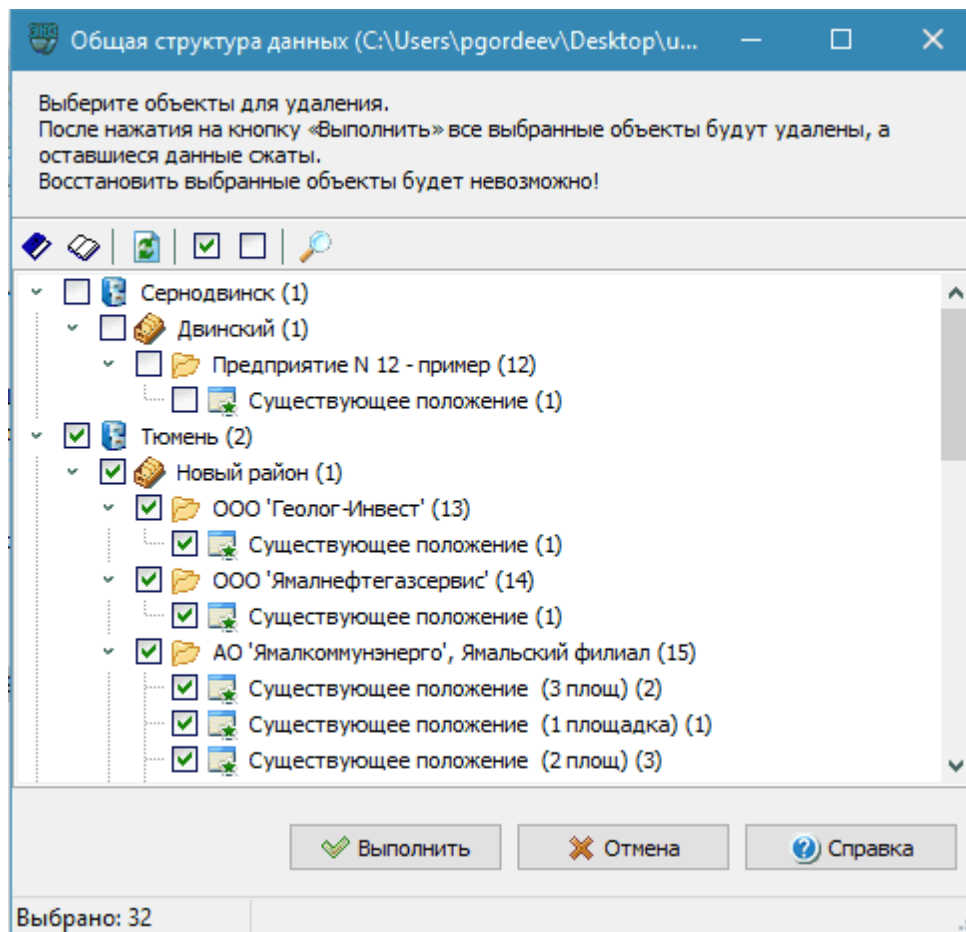 ЭКО
Общая структура данных (C:\Users\pgordeev\Desktop\u...
Выберите объекты для удаления.
После нажатия на кнопку «Выполнить» все выбранные объекты будут удалены, а
оставшиеся данные сжаты.
Восстановить выбранные объекты будет невозможно!
Сернодвинск (1)
Двинский (1)
Предприятие N 12 - пример (12)
Существующее положение (1)
Тюмень (2)
Новый район (1)
ООО 'Геолог-Инвест' (13)
Существующее положение (1)
ООО 'Ямалнефтегазсервис' (14)
Существующее положение (1)
АО 'Ямалкоммунэнерго', Ямальский филиал (15)
Существующее положение (3 площ) (2)
Существующее положение (1 площадка) (1)
Существующее положение (2 площ) (3)
Выполнить
Отмена
Справка
Выбрано: 32